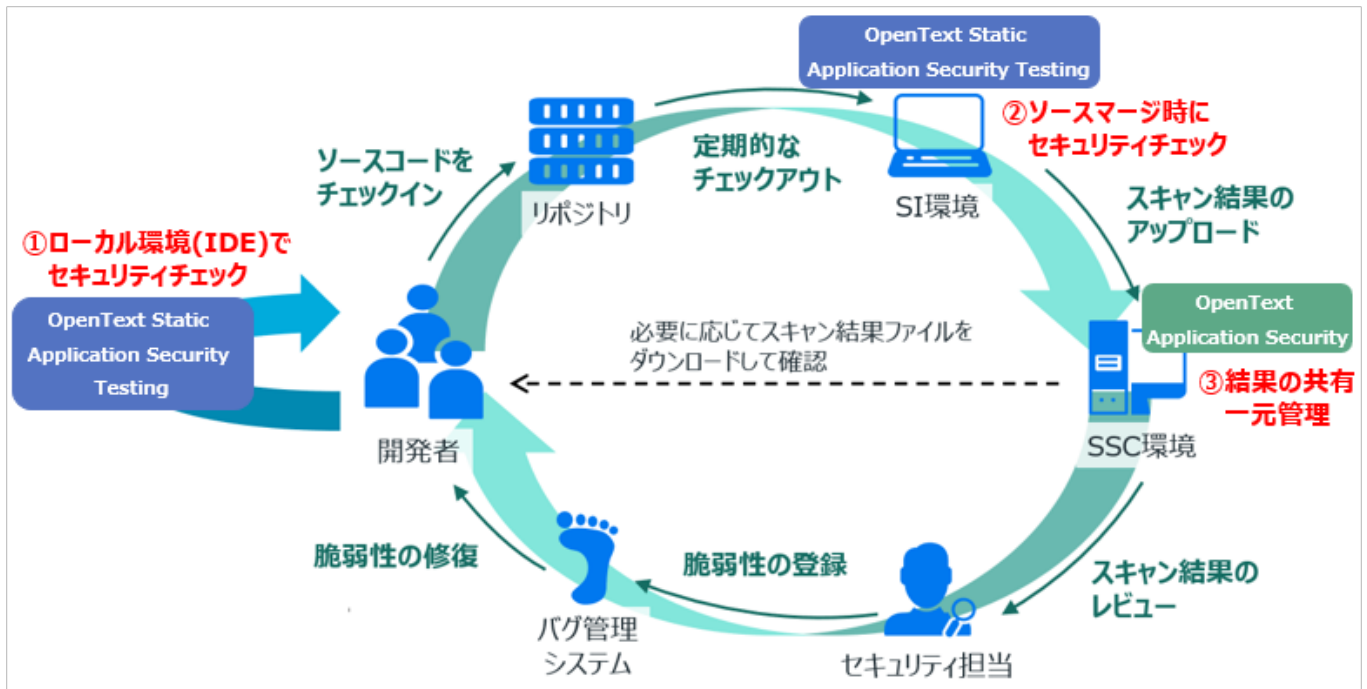 OpenText Static
Application Security Testing
②ソースマージ時に
セキュリティチェック
ソースコードを
チェックイン
定期的な
チェックアウト
リポジトリ
SI環境
スキャン結果の
アップロード
①ローカル環境(IDE)で
セキュリティチェック
OpenText Static
Application Security
Testing
OpenText
Application Security
必要に応じてスキャン結果ファイルを
ダウンロードして確認
③結果の共有
一元管理
開発者
SSC環境
脆弱性の修復
脆弱性の登録
スキャン結果の
レビュー
バグ管理
システム
セキュリティ担当